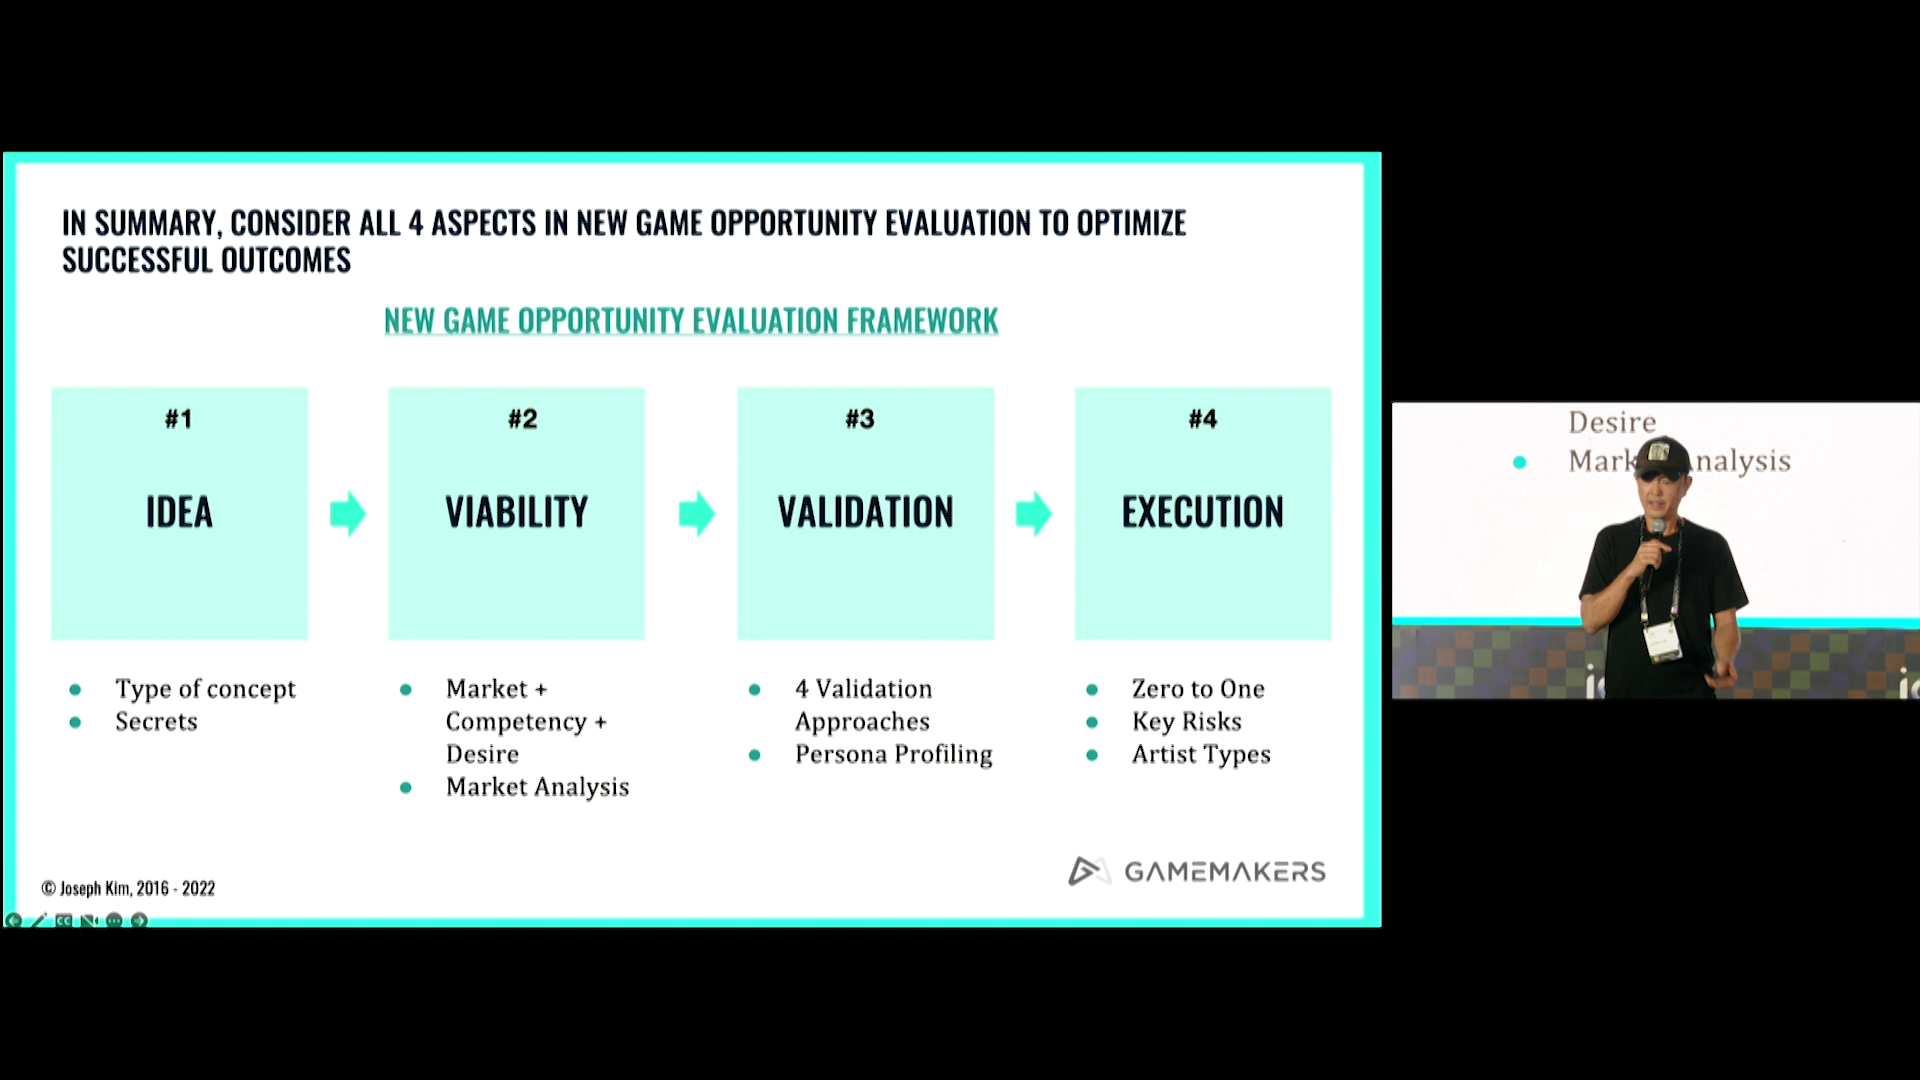 IN SUMMARY, CONSIDER ALL 4 ASPECTS IN NEW GAME OPPORTUNITY EVALUATION TO OPTIMIZE
SUCCESSFUL OUTCOMES
NEW GAME OPPORTUNITY EVALUATION FRAMEWORK
#1
IDEA
#2
VIABILITY
#3
VALIDATION
#4
EXECUTION
Type of concept
Secrets
Market +
Competency +
Desire
Market Analysis
4 Validation
Approaches
Persona Profiling
Zero to One
Key Risks
Artist Types
© Joseph Kim, 2016 - 2022
GAMEMAKERS
CC
Desire